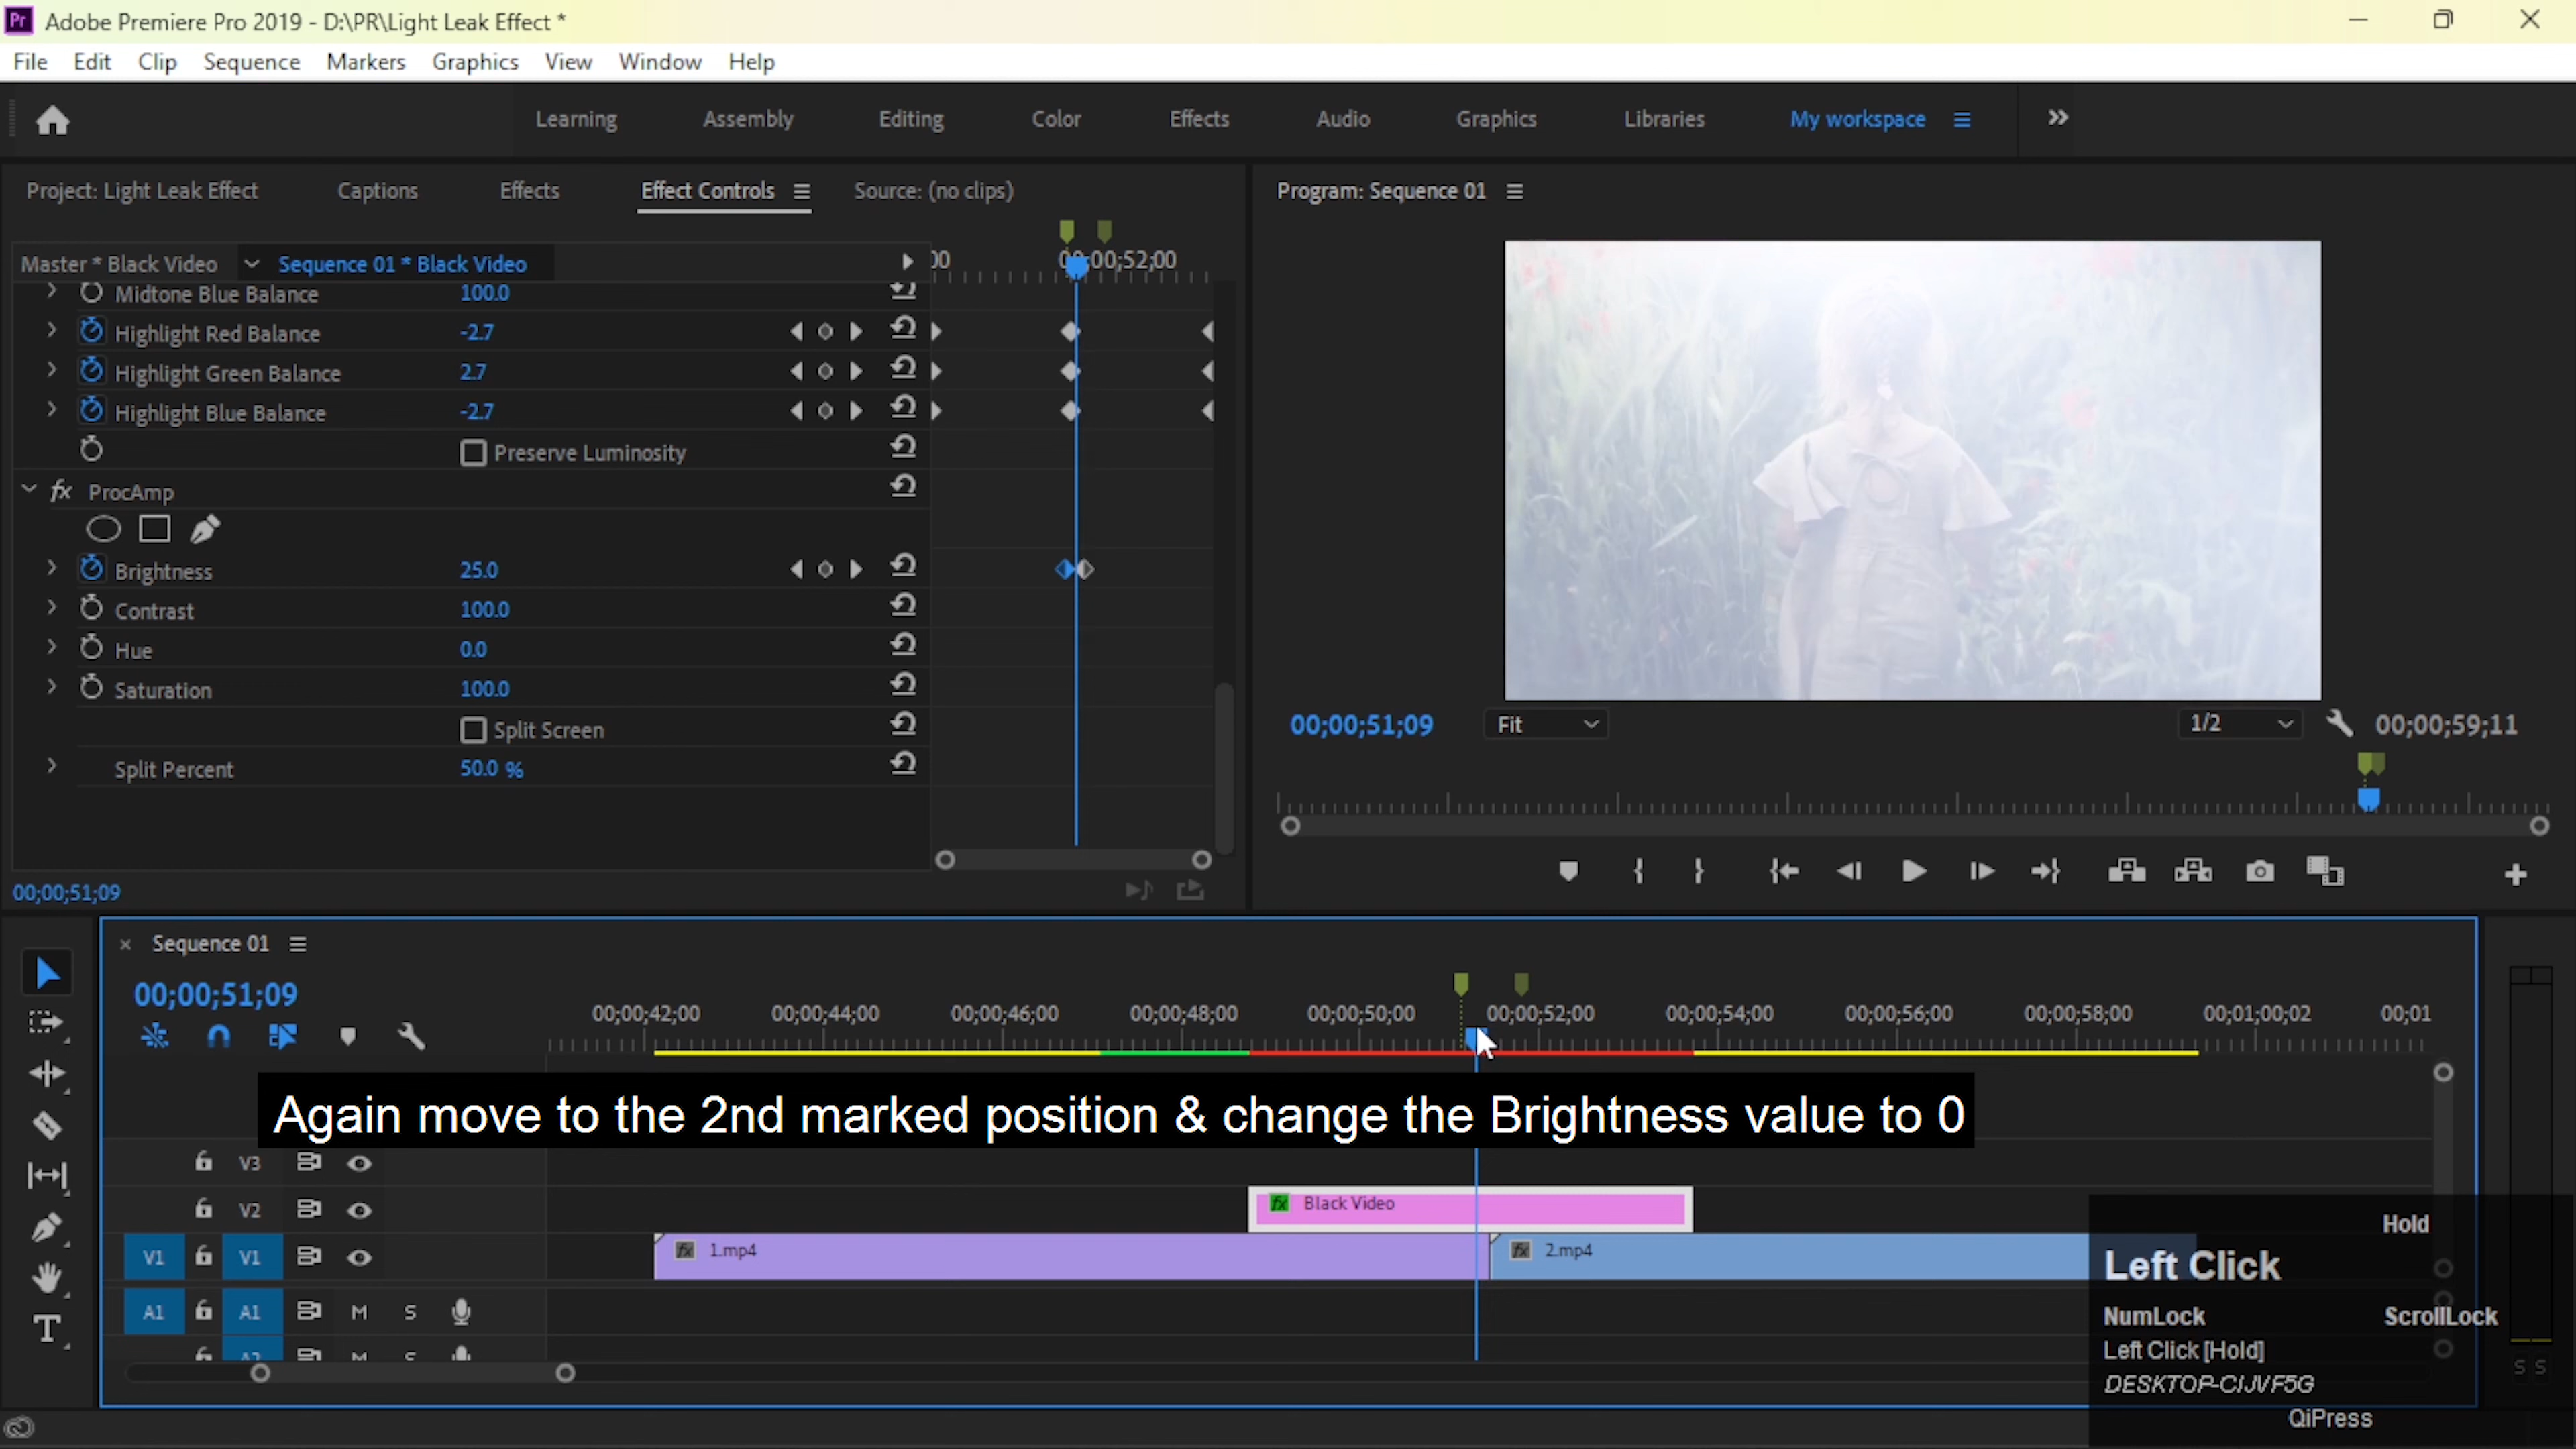 Pr Adobe Premiere Pro 2019 - D:\PR\Light Leak Effect *
File Edit Clip Sequence Markers Graphics View Window Help
Learning Assembly Editing Color Effects Audio Graphics Libraries My workspace
Project: Light Leak Effect Captions Effects Effect Controls Source: (no clips)
Program: Sequence 01
Master * Black Video Sequence 01 * Black Video 00 00;00;52;00
Midtone Blue Balance 100.0
Highlight Red Balance -2.7
Highlight Green Balance 2.7
Highlight Blue Balance -2.7
Preserve Luminosity
fx ProcAmp
Brightness 25.0
Contrast 100.0
Hue 0.0
Saturation 100.0
Split Screen
Split Percent 50.0 %
00;00;51;09 Fit 1/2 00;00;59;11
00;00;51;09
Sequence 01
00;00;51;09
00;00;42;00 00;00;44;00 00;00;46;00 00;00;48;00 00;00;50;00 00;00;52;00 00;00;54;00 00;00;56;00 00;00;58;00 00;01;00;02 00;01
Again move to the 2nd marked position & change the Brightness value to 0
V3
V2
fx Black Video
V1 V1
fx 1.mp4
fx 2.mp4
A1 A1 M S
A2 M S
Hold
Left Click
NumLock ScrollLock
Left Click [Hold]
DESKTOP-CIJVF5G
QiPress
S S